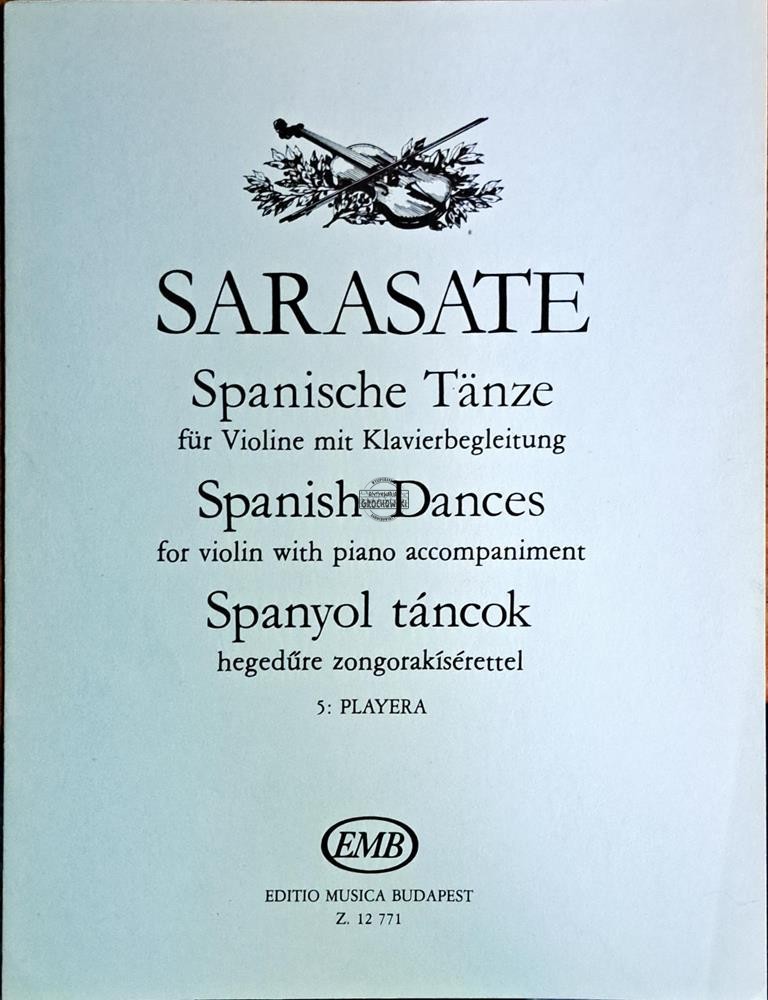 SARASATE
Spanische Tänze
für Violine mit Klavierbegleitung
Spanish Dances
for violin with piano accompaniment
Spanyol táncok
hegedűre zongorakísérettel
5: PLAYERA
EMB
EDITIO MUSICA BUDAPEST
Z. 12 771
GROCHOWSKI